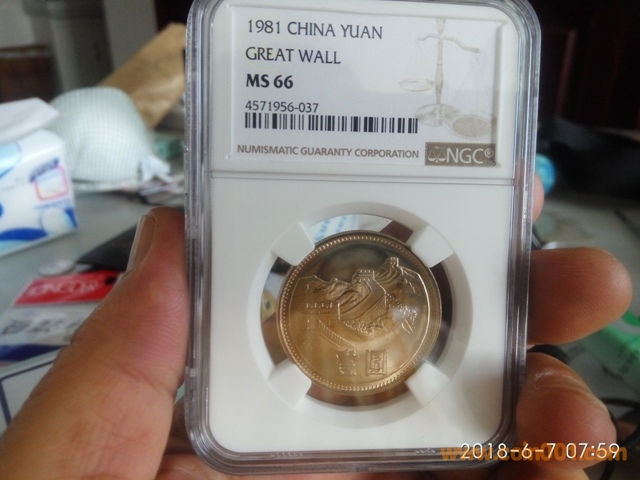 1981 CHINA YUAN
GREAT WALL
MS 66
4571956-037
NUMISMATIC GUARANTY CORPORATION
NGC®
壹圆
2018-6-7 07:59